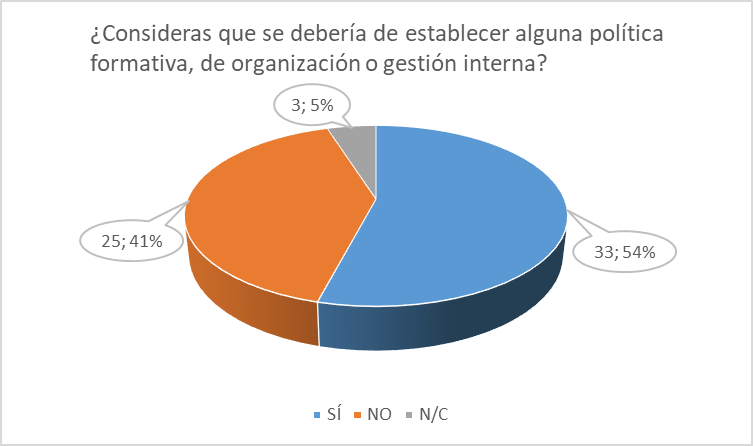 ¿Consideras que se debería de establecer alguna política
formativa, de organización o gestión interna?
3; 5%
25; 41%
33; 54%
SÍ NO N/C